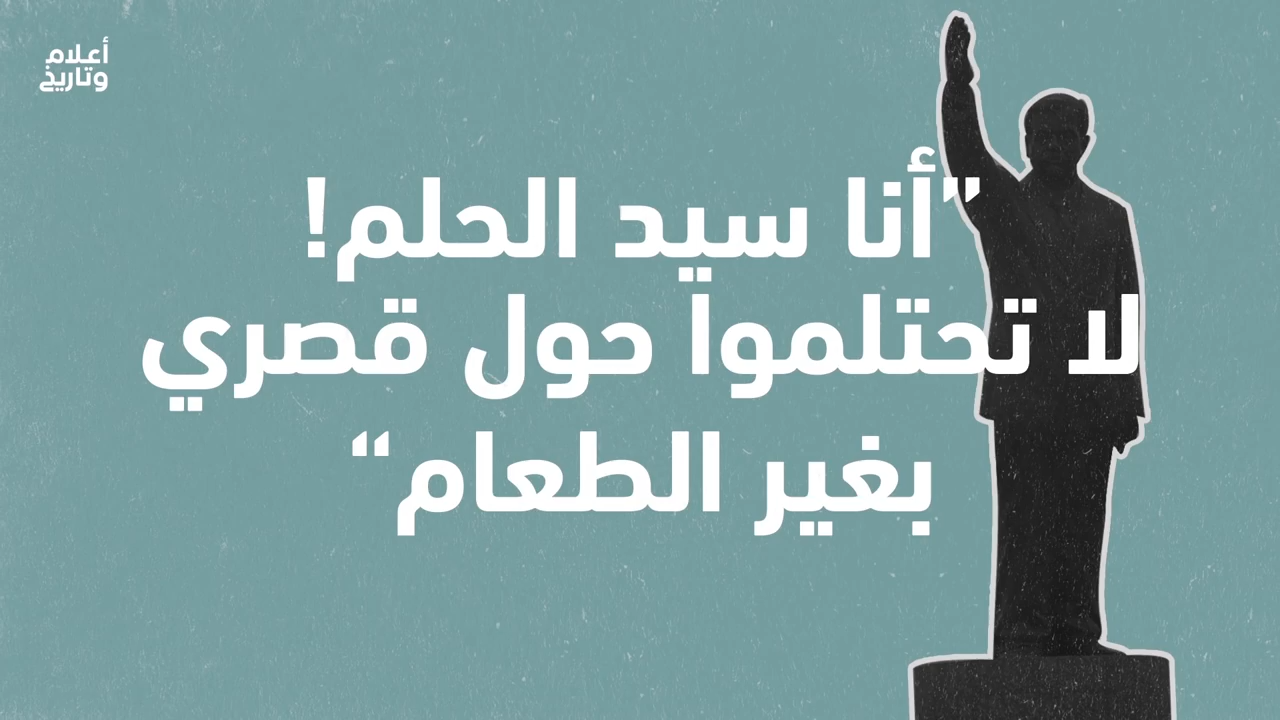 أعلام
وتاريخ
”أنا سيد الحلم!
لا تحتلموا حول قصري
بغير الطعام“